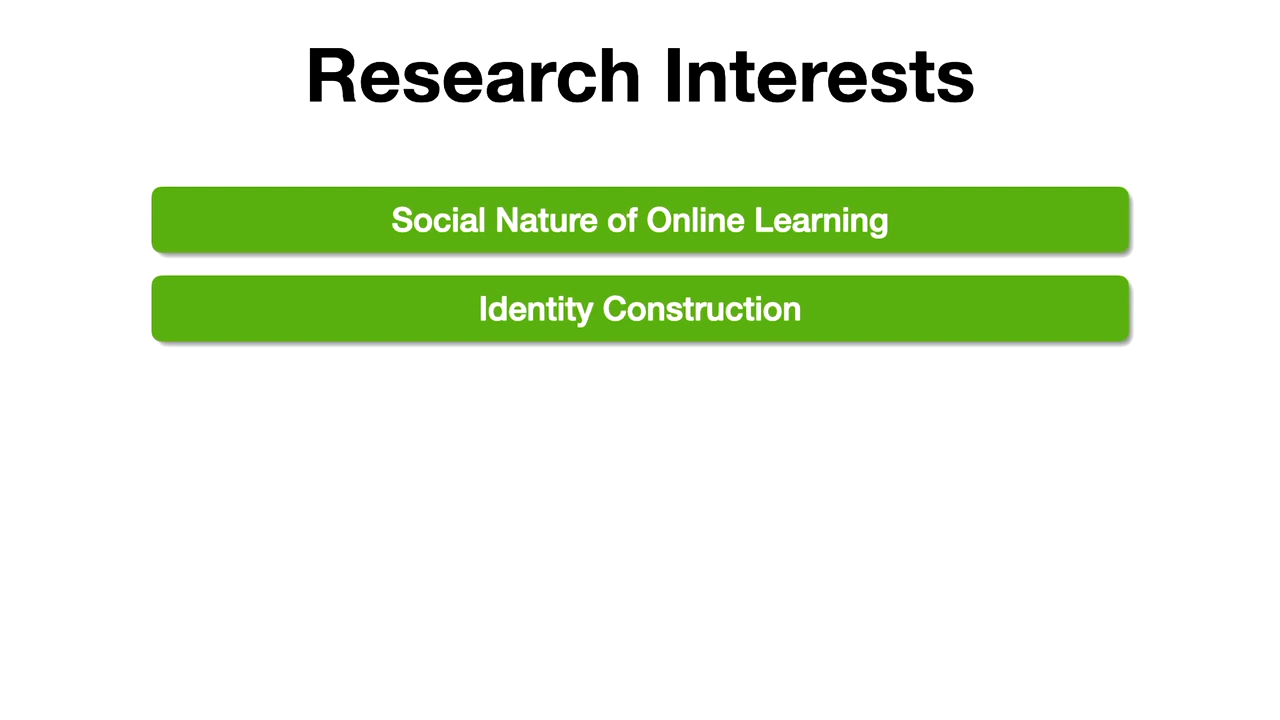 Research Interests
Social Nature of Online Learning
Identity Construction